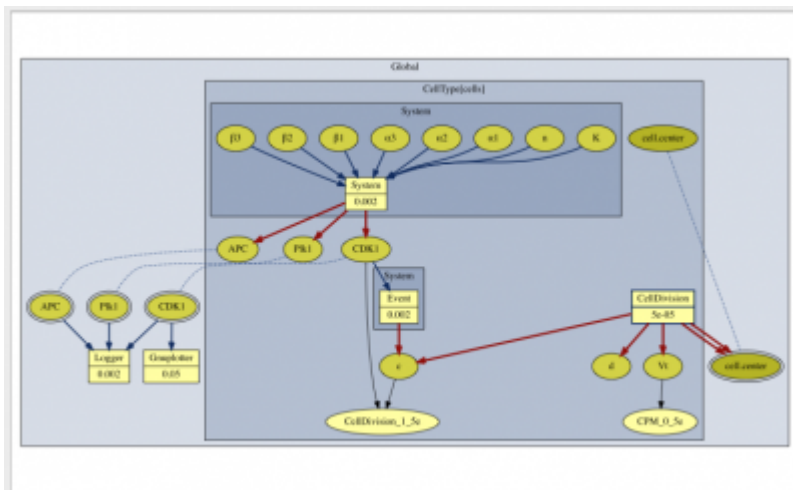 Global
CellType[cells]
System
β3 β2 β1 α3 α2 α1 n K cell.center
System
0.002
APC Plk1 CDK1
System
APC Plk1 CDK1 Event CellDivision
0.002 5e-05
Logger Gnuplotter
0.002 0.05
c d Vt cell.center
CellDivision_1_5e CPM_0_5e